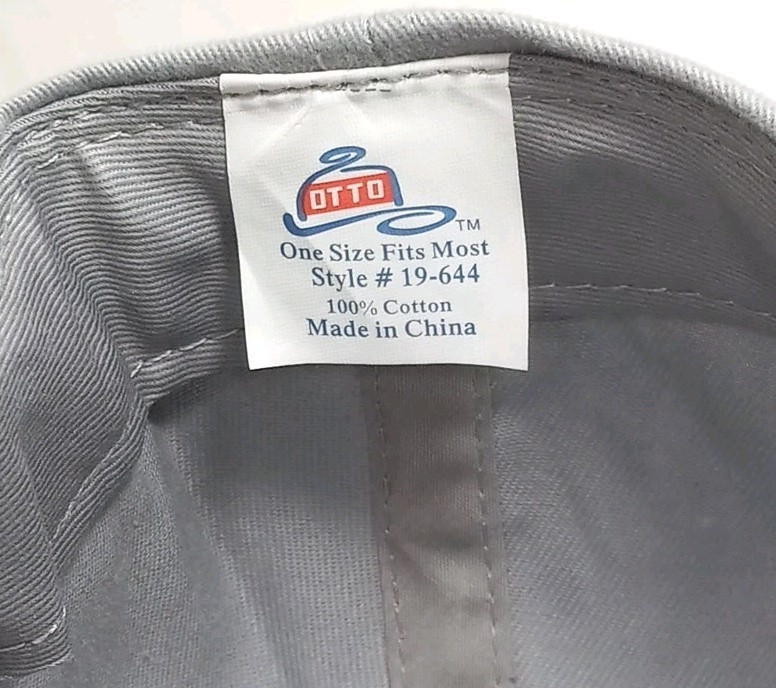 OTTO
TM
One Size Fits Most
Style # 19-644
100% Cotton
Made in China